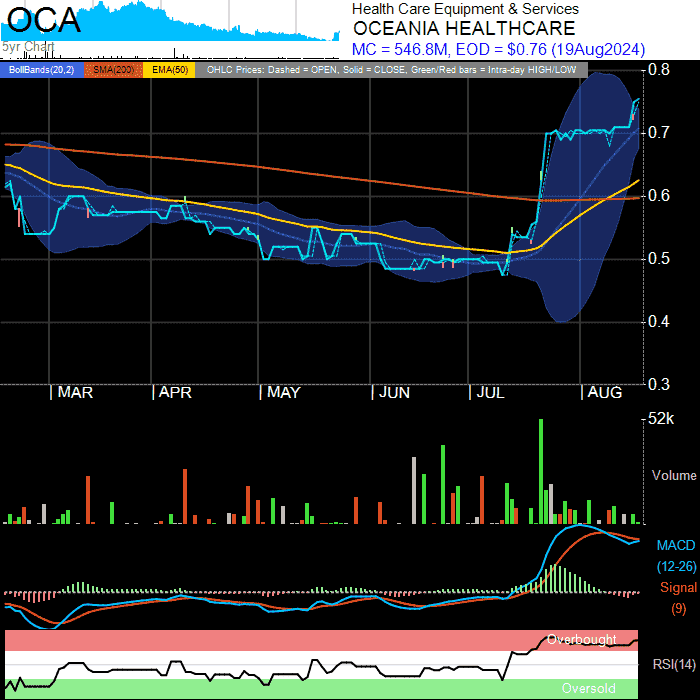 OCA
5yr Chart
Health Care Equipment & Services
OCEANIA HEALTHCARE
MC = 546.8M, EOD = $0.76 (19Aug2024)
BollBands(20,2) SMA(200) EMA(50) OHLC Prices: Dashed = OPEN, Solid = CLOSE, Green/Red bars = Intra-day HIGH/LOW
0.8
0.7
0.6
0.5
0.4
0.3
MAR APR MAY JUN JUL AUG
52k
Volume
MACD
(12-26)
Signal
(9)
Overbought
RSI(14)
Oversold